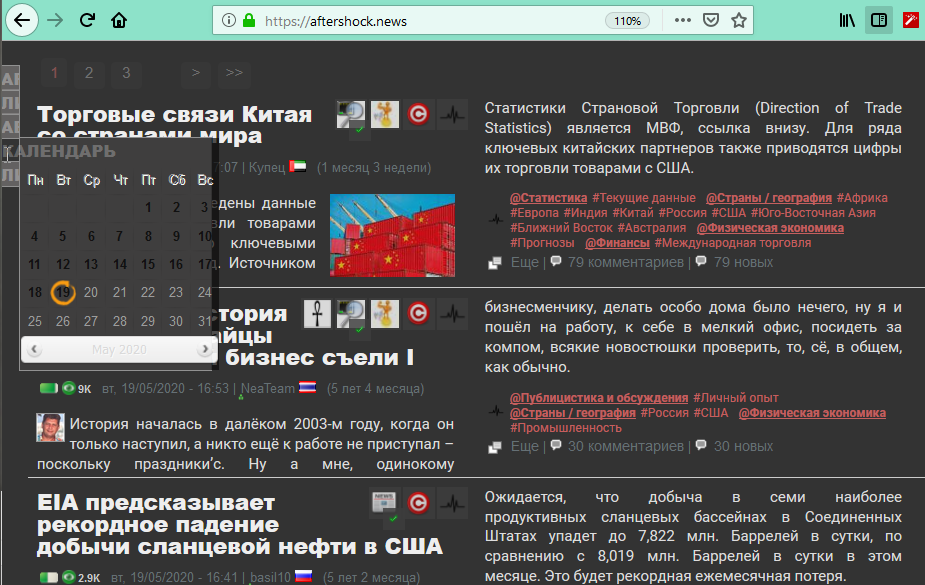 https://aftershock.news
110%
1 2 3 > >>
Торговые связи Китая
со странами мира
7:07 | Купец (1 месяц 3 недели)
едены данные
ли товарами
ключевыми
. Источником
Статистики Страновой Торговли (Direction of Trade
Statistics) является МВФ, ссылка внизу. Для ряда
ключевых китайских партнеров также приводятся цифры
их торговли товарами с США.
@Статистика #Текущие данные @Страны / география #Африка
#Европа #Индия #Китай #Россия #США #Юго-Восточная Азия
#Ближний Восток #Австралия @Физическая экономика
#Прогнозы @Финансы #Международная торговля
Еще | 79 комментариев | 79 новых
КАЛЕНДАРЬ
Пн Вт Ср Чт Пт Сб Вс
1 2 3
4 5 6 7 8 9 10
11 12 13 14 15 16 17
18 19 20 21 22 23 24
25 26 27 28 29 30 31
May 2020
стория
айцы
бизнес съели I
9K вт, 19/05/2020 - 16:53 | NeaTeam (5 лет 4 месяца)
История началась в далёком 2003-м году, когда он
только наступил, а никто ещё к работе не приступал –
поскольку праздники'с. Ну а мне, одинокому
бизнесменчику, делать особо дома было нечего, ну я и
пошёл на работу, к себе в мелкий офис, посидеть за
компом, всякие новостюшки проверить, то, сё, в общем,
как обычно.
@Публицистика и обсуждения #Личный опыт
@Страны / география #Россия #США @Физическая экономика
#Промышленность
Еще | 30 комментариев | 30 новых
EIA предсказывает
рекордное падение
добычи сланцевой нефти в США
NEWS
2.9K вт, 19/05/2020 - 16:41 | basil10 (5 лет 2 месяца)
Ожидается, что добыча в семи наиболее
продуктивных сланцевых бассейнах в Соединенных
Штатах упадет до 7,822 млн. Баррелей в сутки, по
сравнению с 8,019 млн. Баррелей в сутки в этом
месяце. Это будет рекордная ежемесячная потеря.